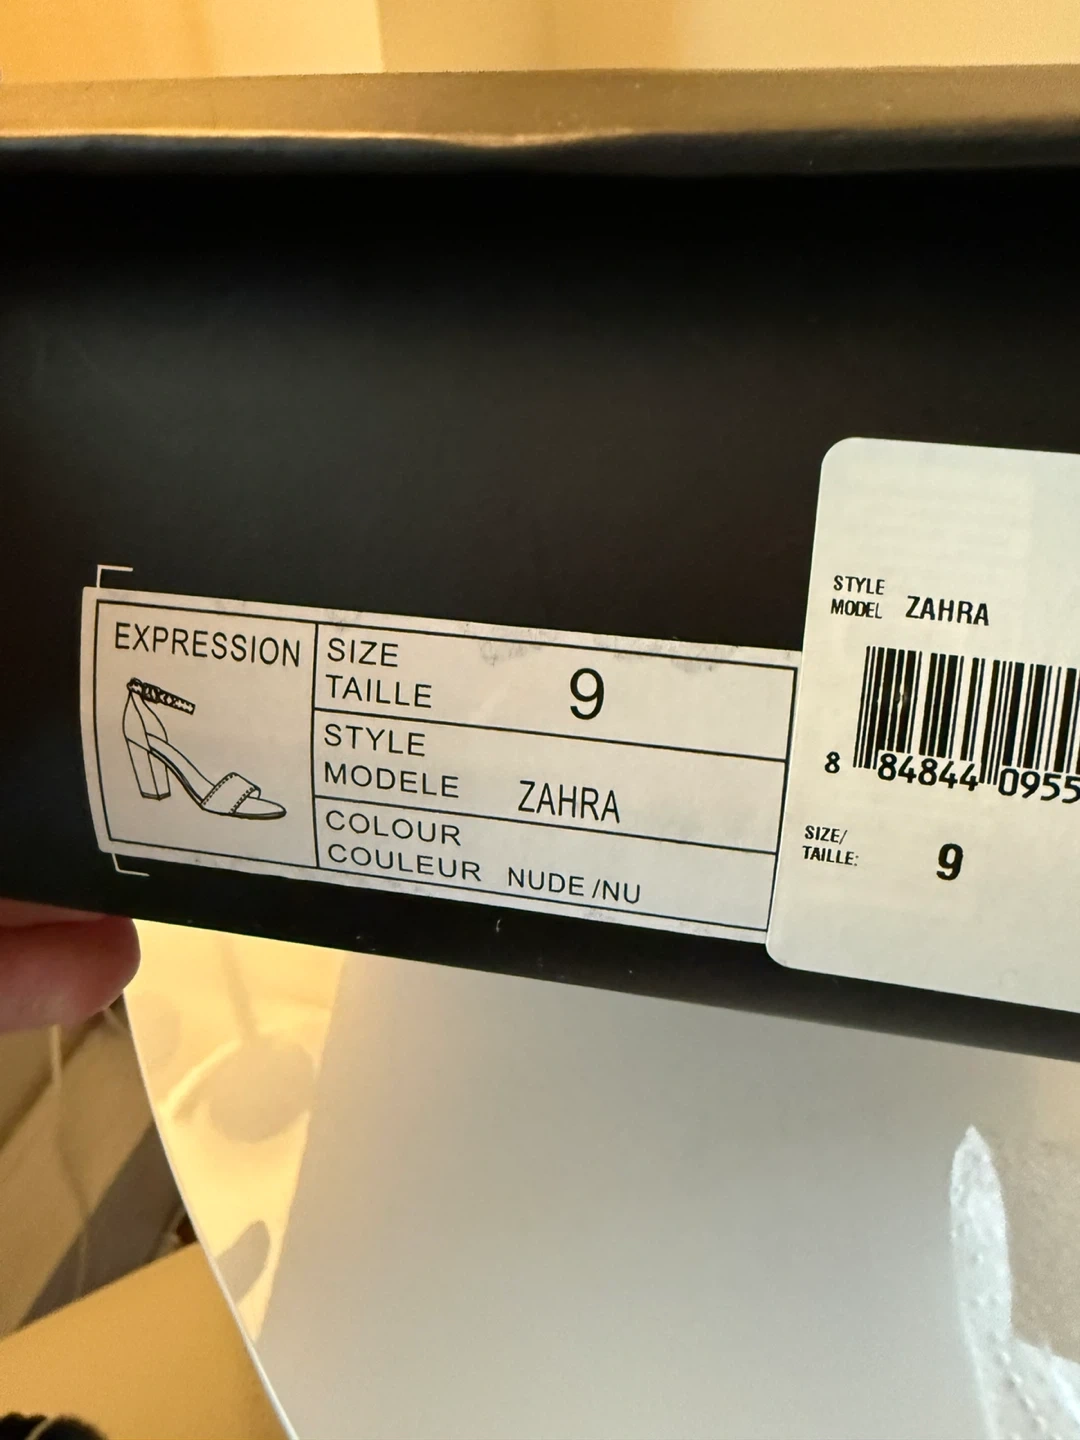 EXPRESSION
SIZE
TAILLE 9
STYLE
MODELE ZAHRA
COLOUR
COULEUR NUDE/NU
STYLE
MODEL ZAHRA
8 84844 0955
SIZE/
TAILLE: 9